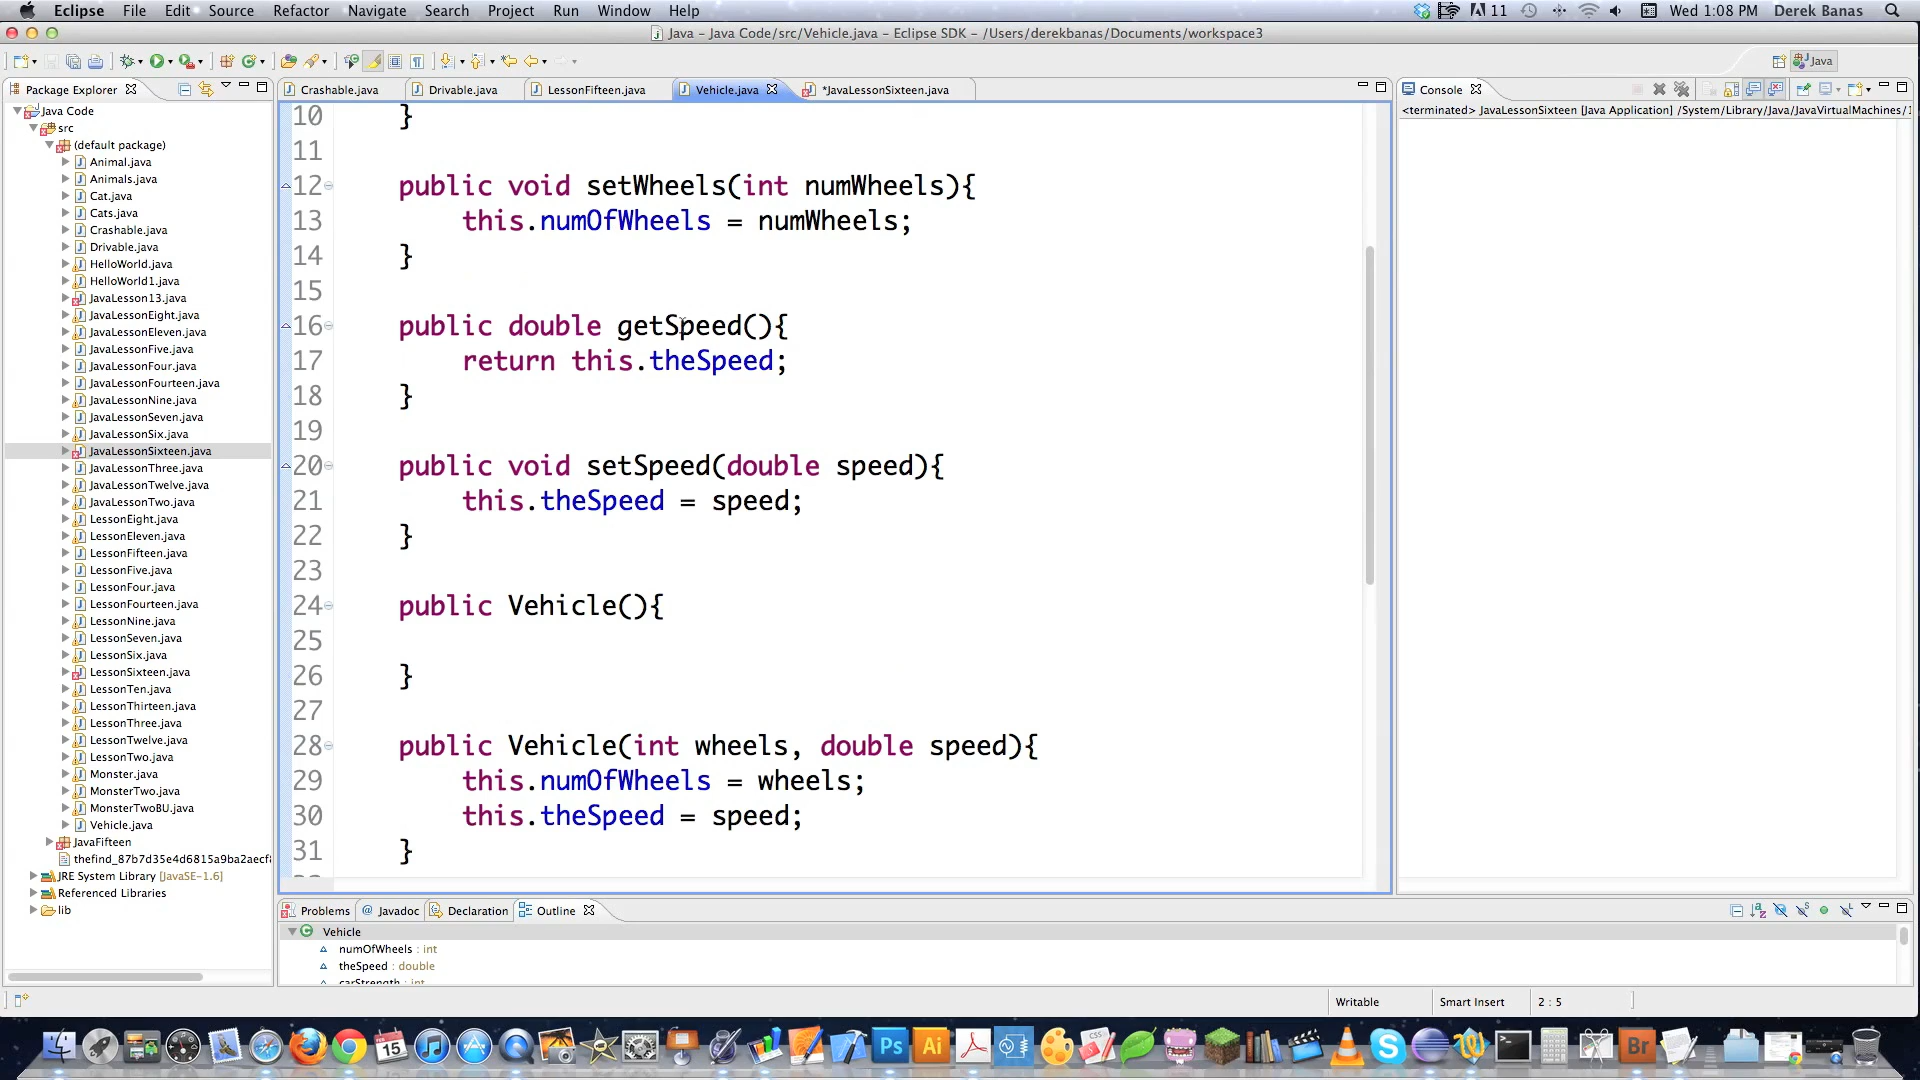 Eclipse File Edit Source Refactor Navigate Search Project Run Window Help 11 Wed 1:08 PM Derek Banas
Java - Java Code/src/Vehicle.java - Eclipse SDK - /Users/derekbanas/Documents/workspace3
Java
Package Explorer
Java Code
src
(default package)
Animal.java
Animals.java
Cat.java
Cats.java
Crashable.java
Drivable.java
HelloWorld.java
HelloWorld1.java
JavaLesson13.java
JavaLessonEight.java
JavaLessonEleven.java
JavaLessonFive.java
JavaLessonFour.java
JavaLessonFourteen.java
JavaLessonNine.java
JavaLessonSeven.java
JavaLessonSix.java
JavaLessonSixteen.java
JavaLessonThree.java
JavaLessonTwelve.java
JavaLessonTwo.java
LessonEight.java
LessonEleven.java
LessonFifteen.java
LessonFive.java
LessonFour.java
LessonFourteen.java
LessonNine.java
LessonSeven.java
LessonSix.java
LessonSixteen.java
LessonTen.java
LessonThirteen.java
LessonThree.java
LessonTwelve.java
LessonTwo.java
Monster.java
MonsterTwo.java
MonsterTwoBU.java
Vehicle.java
JavaFifteen
thefind_87b7d35e4d6815a9ba2aecf8
JRE System Library [JavaSE-1.6]
Referenced Libraries
lib
Crashable.java Drivable.java LessonFifteen.java Vehicle.java *JavaLessonSixteen.java
10 }
11
12 public void setWheels(int numWheels){
13 this.numOfWheels = numWheels;
14 }
15
16 public double getSpeed(){
17 return this.theSpeed;
18 }
19
20 public void setSpeed(double speed){
21 this.theSpeed = speed;
22 }
23
24 public Vehicle(){
25
26 }
27
28 public Vehicle(int wheels, double speed){
29 this.numOfWheels = wheels;
30 this.theSpeed = speed;
31 }
Console
<terminated> JavaLessonSixteen [Java Application] /System/Library/Java/JavaVirtualMachines/1
Problems @ Javadoc Declaration Outline
Vehicle
numOfWheels : int
theSpeed : double
carStrength : int
Writable Smart Insert 2 : 5
15 Ps Ai CSS Br